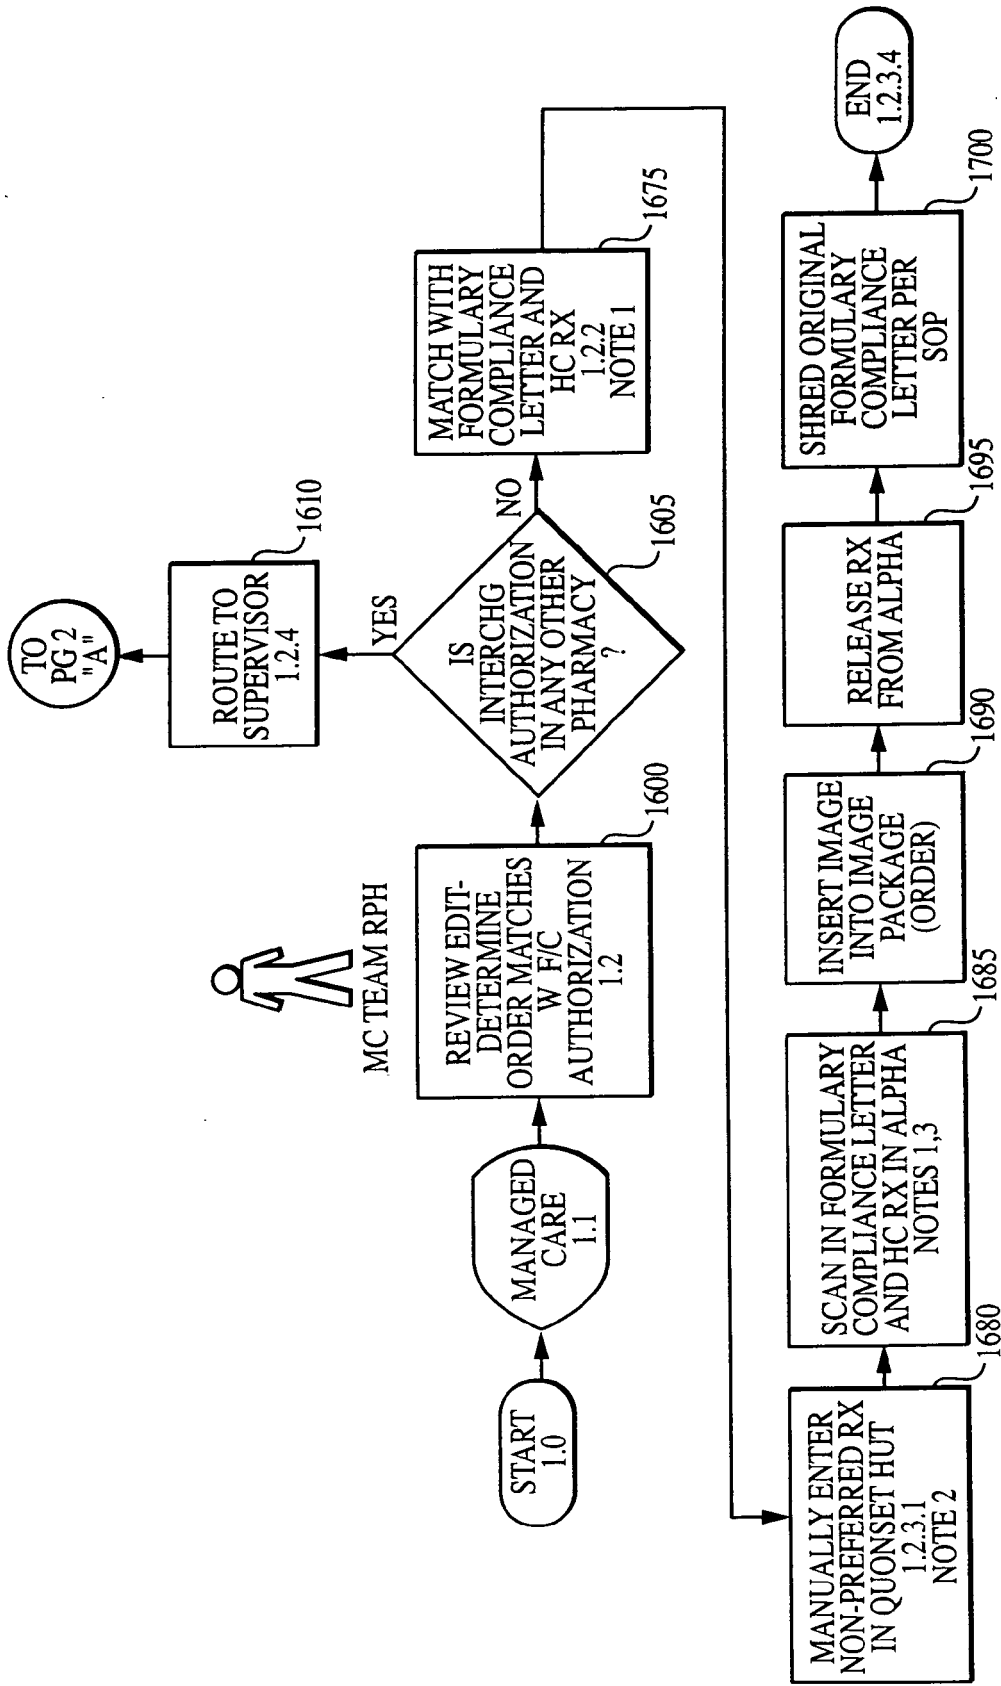 START
1.0
MANAGED
CARE
1.1
MC TEAM RPH
REVIEW EDIT-
DETERMINE
ORDER MATCHES
W F/C
AUTHORIZATION
1.2
1600
IS
INTERCHG
AUTHORIZATION
IN ANY OTHER
PHARMACY
?
1605
YES
NO
ROUTE TO
SUPERVISOR
1.2.4
1610
TO
PG 2
"A"
MATCH WITH
FORMULARY
COMPLIANCE
LETTER AND
HC RX
1.2.2
NOTE 1
1675
MANUALLY ENTER
NON-PREFERRED RX
IN QUONSET HUT
1.2.3.1
NOTE 2
1680
SCAN IN FORMULARY
COMPLIANCE LETTER
AND HC RX IN ALPHA
NOTES 1,3
1685
INSERT IMAGE
INTO IMAGE
PACKAGE
(ORDER)
1690
RELEASE RX
FROM ALPHA
1695
SHRED ORIGINAL
FORMULARY
COMPLIANCE
LETTER PER
SOP
1700
END
1.2.3.4